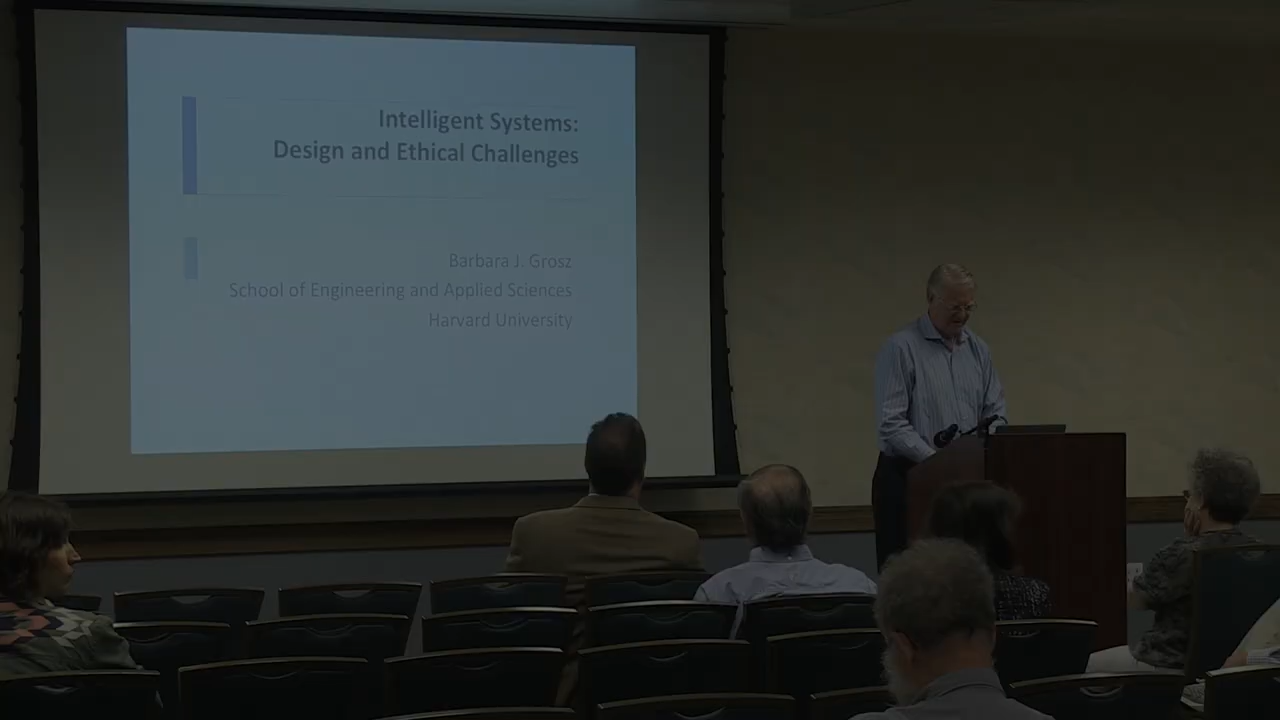 Intelligent Systems:
Design and Ethical Challenges
Barbara J. Grosz
School of Engineering and Applied Sciences
Harvard University